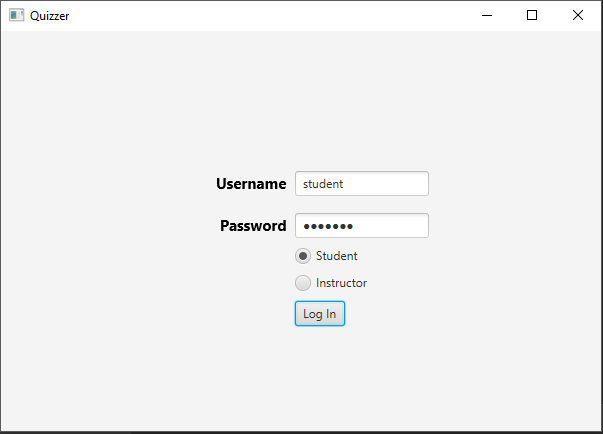 Quizzer
Username student
Password •••••••
Student
Instructor
Log In